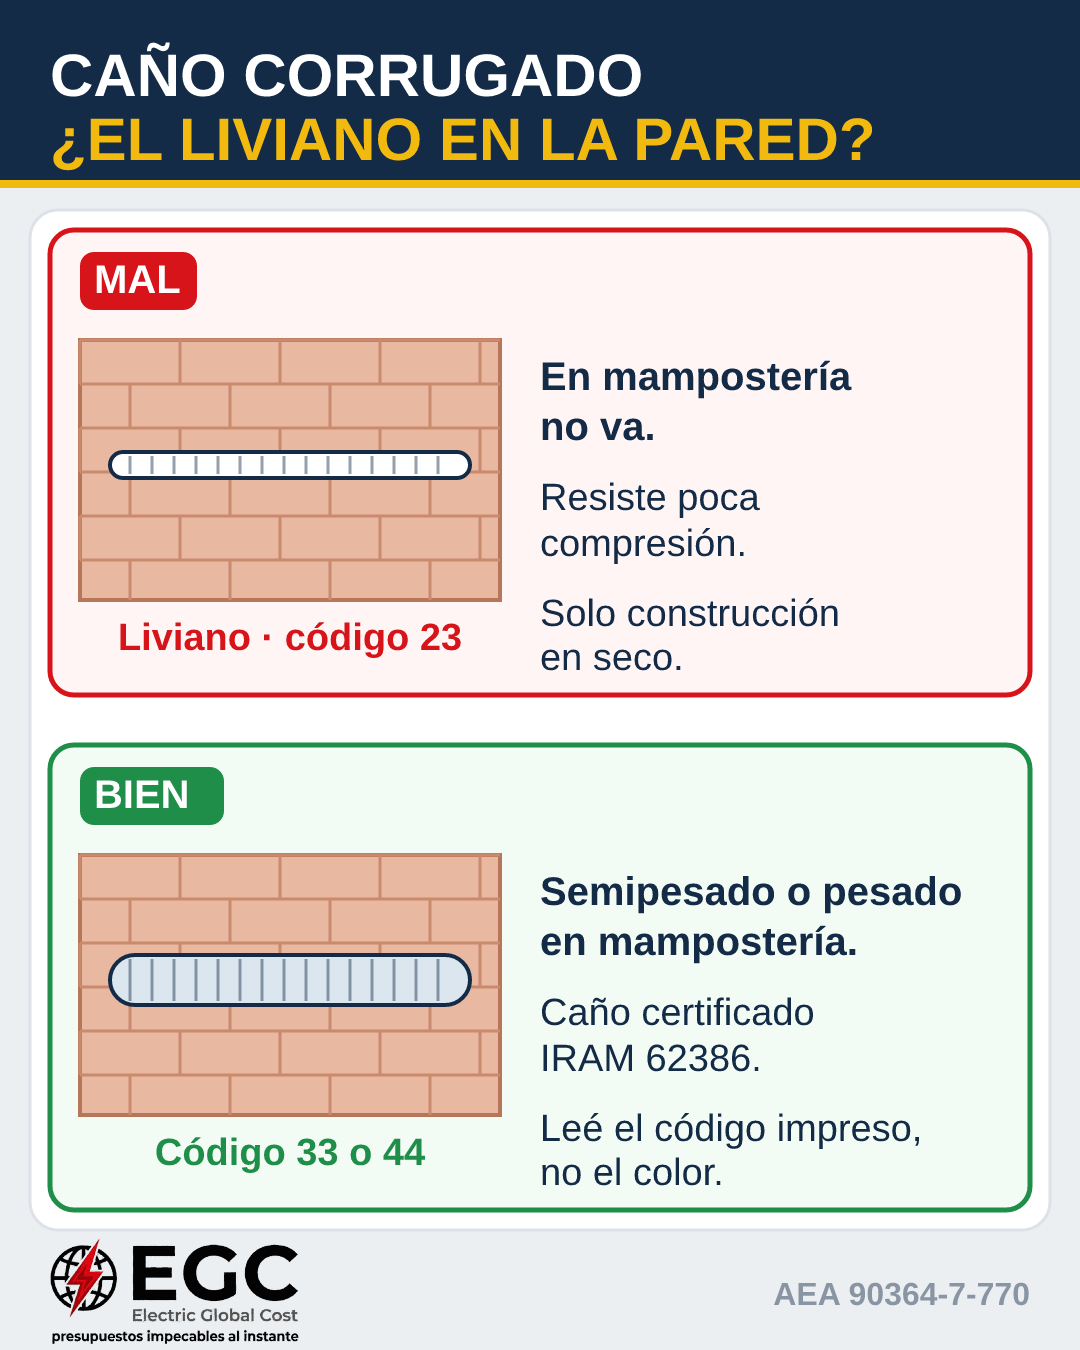 CAÑO CORRUGADO
¿EL LIVIANO EN LA PARED?
MAL
En mampostería
no va.
Resiste poca
compresión.
Solo construcción
en seco.
Liviano · código 23
BIEN
Semipesado o pesado
en mampostería.
Caño certificado
IRAM 62386.
Leé el código impreso,
no el color.
Código 33 o 44
EGC
Electric Global Cost
presupuestos impecables al instante
AEA 90364-7-770